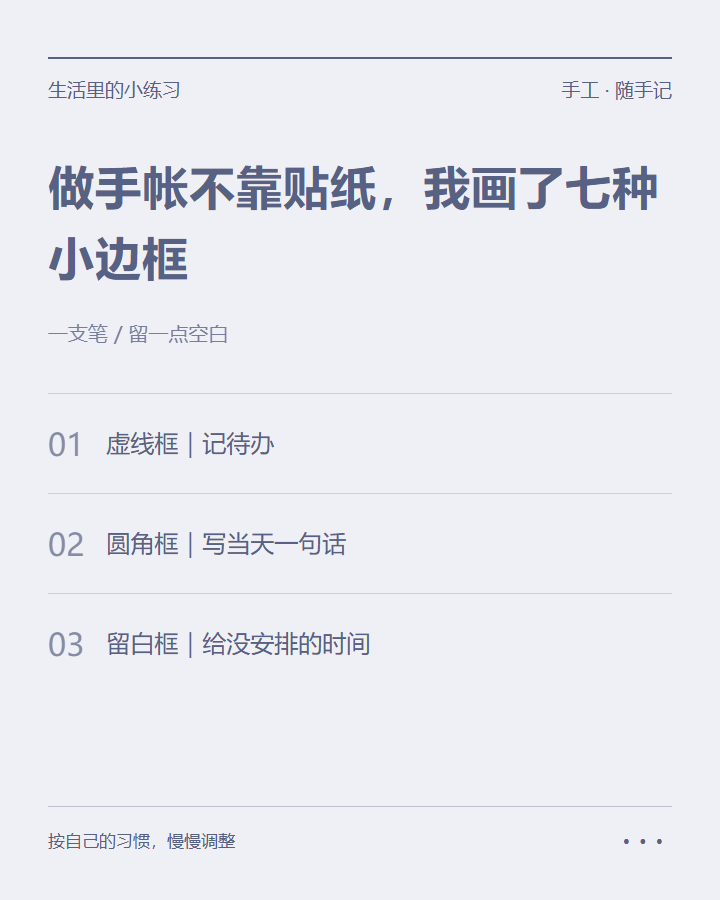 生活里的小练习
手工 · 随手记
做手帐不靠贴纸，我画了七种
小边框
一支笔 / 留一点空白
01 虚线框｜记待办
02 圆角框｜写当天一句话
03 留白框｜给没安排的时间
按自己的习惯，慢慢调整